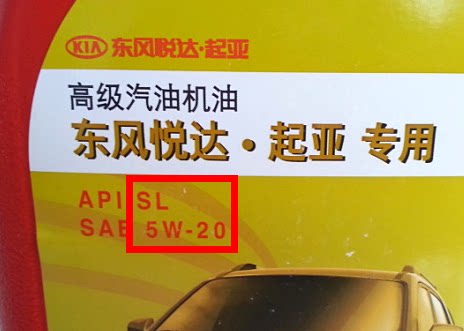 KIA 东风悦达·起亚
高级汽油机油
东风悦达·起亚 专用
API SL
SAE 5W-20